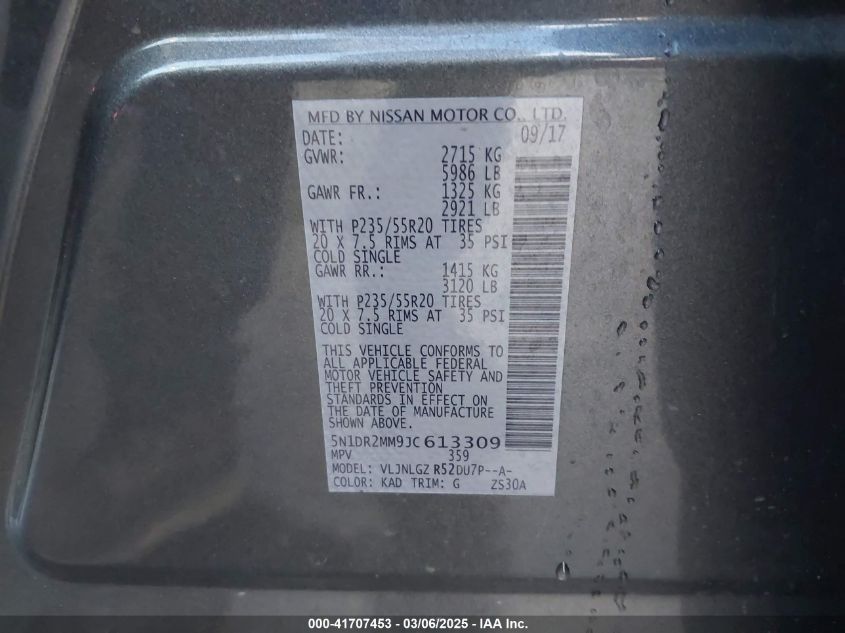 MFD BY NISSAN MOTOR CO., LTD.
DATE: 09/17
GVWR: 2715 KG
5986 LB
GAWR FR.: 1325 KG
2921 LB
WITH P235/55R20 TIRES
20 X 7.5 RIMS AT 35 PSI
COLD SINGLE
GAWR RR.: 1415 KG
3120 LB
WITH P235/55R20 TIRES
20 X 7.5 RIMS AT 35 PSI
COLD SINGLE
THIS VEHICLE CONFORMS TO
ALL APPLICABLE FEDERAL
MOTOR VEHICLE SAFETY AND
THEFT PREVENTION
STANDARDS IN EFFECT ON
THE DATE OF MANUFACTURE
SHOWN ABOVE.
5N1DR2MM9JC613309
MPV 359
MODEL: VLJNLGZ R52DU7P--A-
COLOR: KAD TRIM: G ZS30A
000-41707453 - 03/06/2025 - IAA Inc.